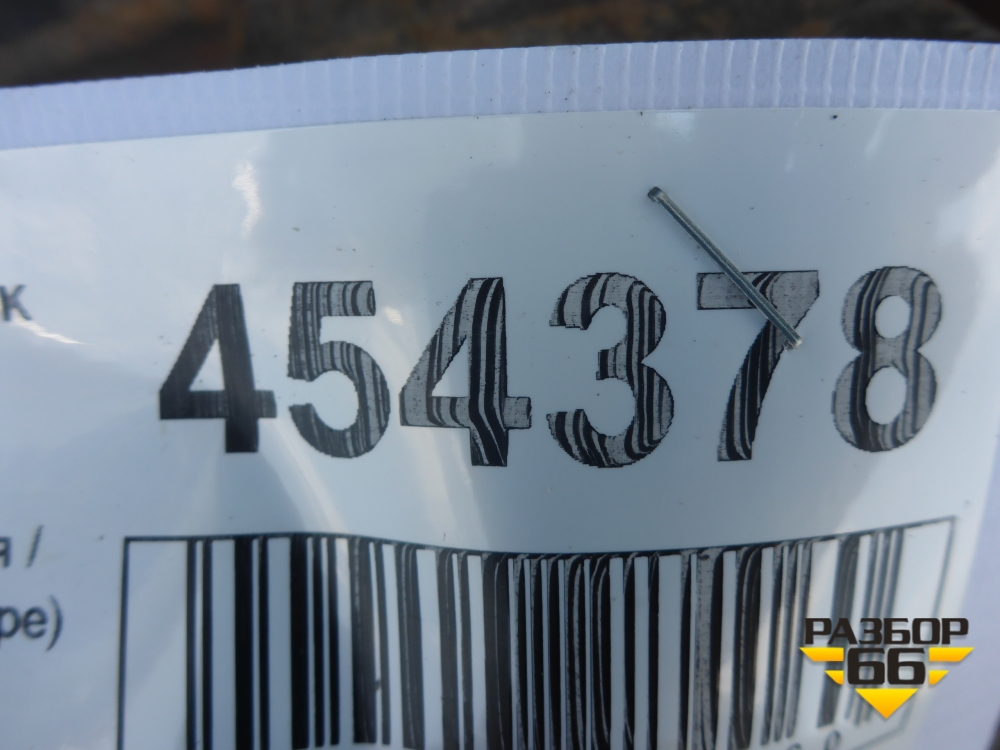 к
454378
я /
ре)
РАЗБОР
66